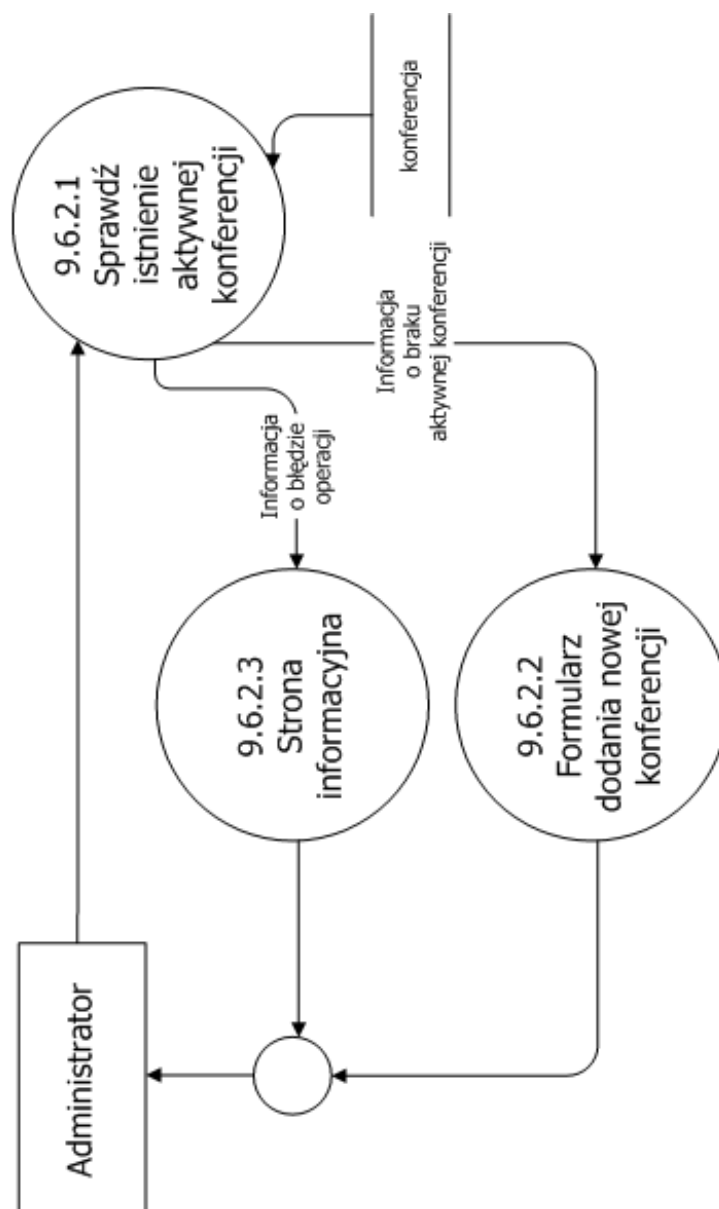 Administrator
9.6.2.1
Sprawdź
istnienie
aktywnej
konferencji
konferencja
Informacja
o błędzie
operacji
Informacja
o braku
aktywnej konferencji
9.6.2.3
Strona
informacyjna
9.6.2.2
Formularz
dodania nowej
konferencji